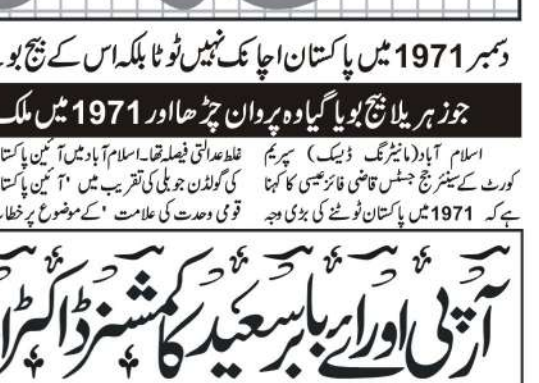 دسمبر 1971 میں پاکستان اچانک نہیں ٹوٹا بلکہ اس کے بیج بو
جو زہریلا بیج بویا گیا وہ پروان چڑھا اور 1971 میں ملک
اسلام آباد (مانیٹرنگ ڈیسک) سپریم
کورٹ کے سینئر جج جسٹس قاضی فائز عیسیٰ کا کہنا
ہے کہ 1971 میں پاکستان ٹوٹنے کی بڑی وجہ
غلط عدالتی فیصلہ تھا۔ اسلام آباد میں آئین پاکستا
کی گولڈن جوبلی کی تقریب میں 'آئین پاکستا
قومی وحدت کی علامت' کے موضوع پر خطا
آر پی او رائے بابر سعید کا کمشنر ڈاکٹر ا